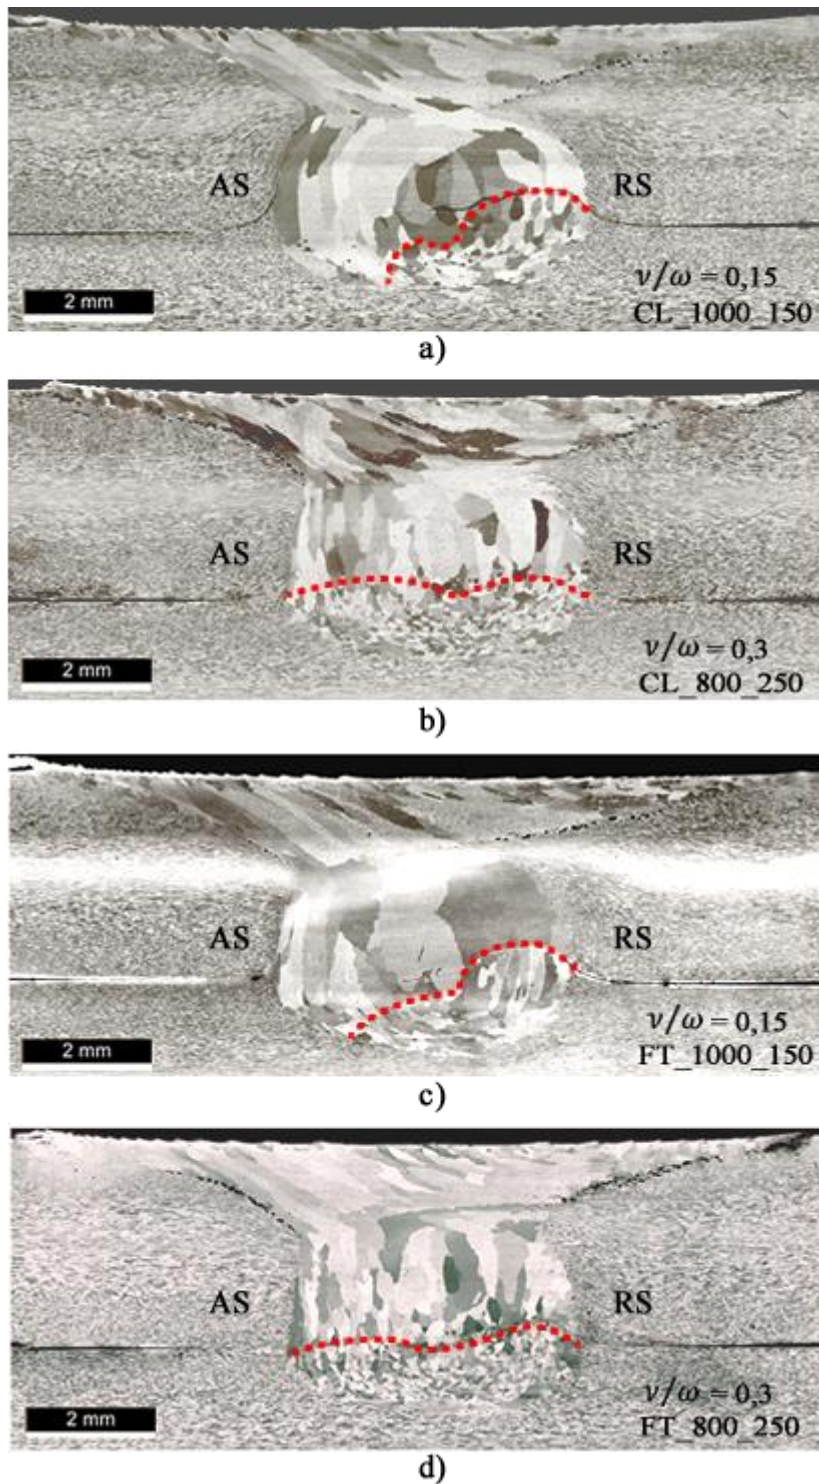 AS RS
ν/ω = 0,15
2 mm CL_1000_150
a)
AS RS
ν/ω = 0,3
2 mm CL_800_250
b)
AS RS
ν/ω = 0,15
2 mm FT_1000_150
c)
AS RS
ν/ω = 0,3
2 mm FT_800_250
d)